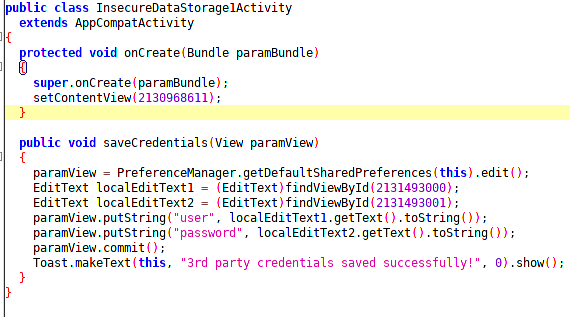 public class InsecureDataStorage1Activity
  extends AppCompatActivity
{
  protected void onCreate(Bundle paramBundle)
  {
    super.onCreate(paramBundle);
    setContentView(2130968611);
  }

  public void saveCredentials(View paramView)
  {
    paramView = PreferenceManager.getDefaultSharedPreferences(this).edit();
    EditText localEditText1 = (EditText)findViewById(2131493000);
    EditText localEditText2 = (EditText)findViewById(2131493001);
    paramView.putString("user", localEditText1.getText().toString());
    paramView.putString("password", localEditText2.getText().toString());
    paramView.commit();
    Toast.makeText(this, "3rd party credentials saved successfully!", 0).show();
  }
}